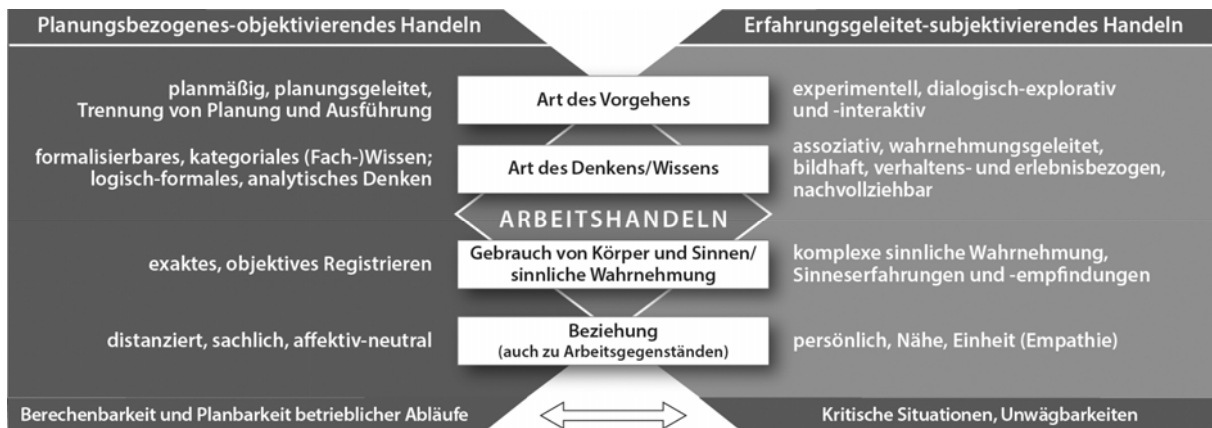 Planungsbezogenes-objektivierendes Handeln
Erfahrungsgeleitet-subjektivierendes Handeln
planmäßig, planungsgeleitet,
Trennung von Planung und Ausführung
Art des Vorgehens
experimentell, dialogisch-explorativ
und -interaktiv
formalisierbares, kategoriales (Fach-)Wissen;
logisch-formales, analytisches Denken
Art des Denkens/Wissens
assoziativ, wahrnehmungsgeleitet,
bildhaft, verhaltens- und erlebnisbezogen,
nachvollziehbar
ARBEITSHANDELN
exaktes, objektives Registrieren
Gebrauch von Körper und Sinnen/
sinnliche Wahrnehmung
komplexe sinnliche Wahrnehmung,
Sinneserfahrungen und -empfindungen
distanziert, sachlich, affektiv-neutral
Beziehung
(auch zu Arbeitsgegenständen)
persönlich, Nähe, Einheit (Empathie)
Berechenbarkeit und Planbarkeit betrieblicher Abläufe
Kritische Situationen, Unwägbarkeiten